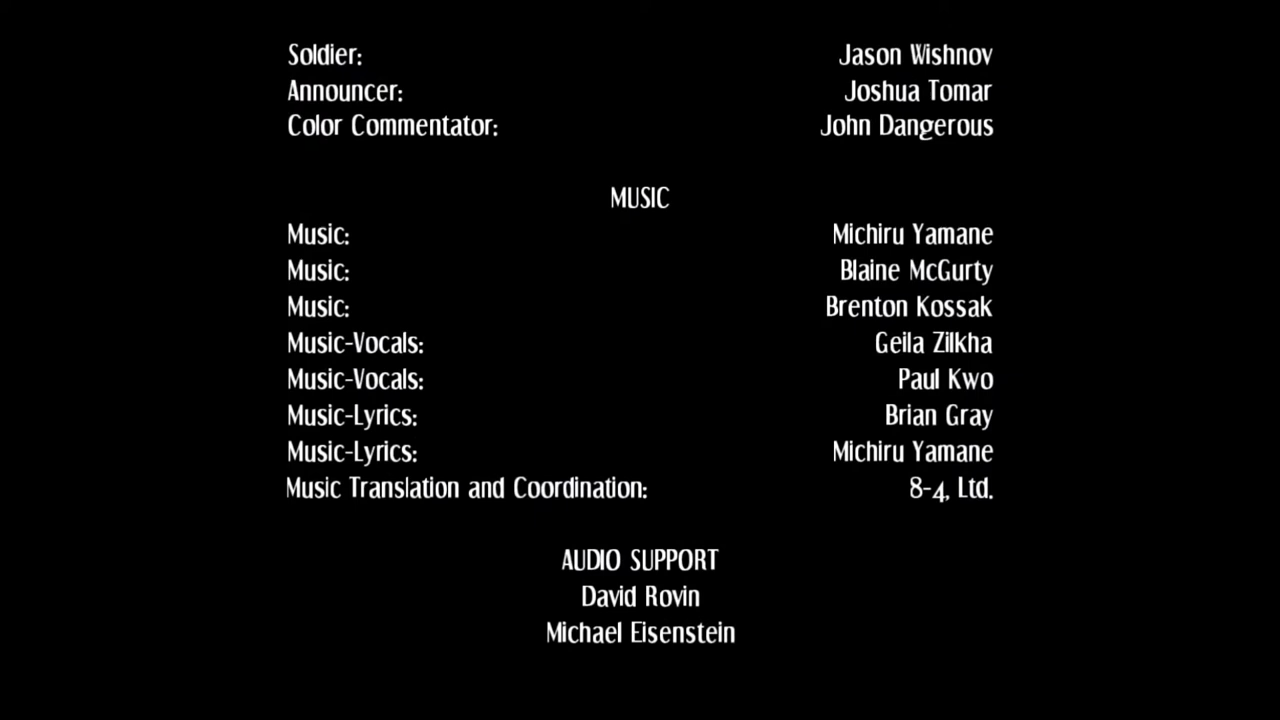 Soldier: Jason Wishnov
Announcer: Joshua Tomar
Color Commentator: John Dangerous
MUSIC
Music: Michiru Yamane
Music: Blaine McGurty
Music: Brenton Kossak
Music-Vocals: Geila Zilkha
Music-Vocals: Paul Kwo
Music-Lyrics: Brian Gray
Music-Lyrics: Michiru Yamane
Music Translation and Coordination: 8-4, Ltd.
AUDIO SUPPORT
David Rovin
Michael Eisenstein